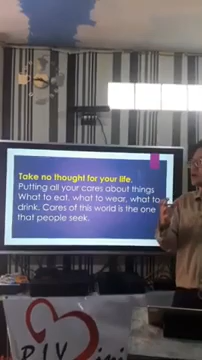 Take no thought for your life.
Putting all your cares about things
What to eat, what to wear, what to
drink. Cares of this world is the one
that people seek.